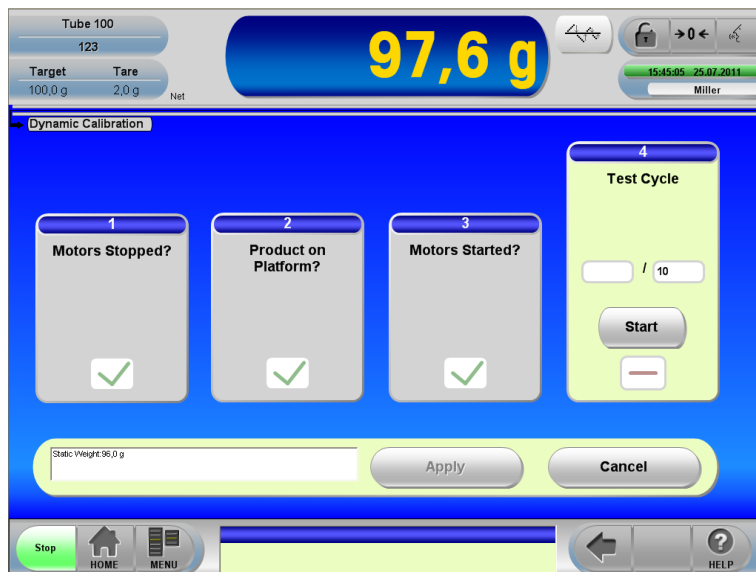 Tube 100
123
Target Tare
100,0 g 2,0 g
Net
97,6 g
→0←
15:45:05 25.07.2011
Miller
Dynamic Calibration
1
Motors Stopped?
2
Product on
Platform?
3
Motors Started?
4
Test Cycle
/ 10
Start
Static Weight:96,0 g
Apply
Cancel
Stop
HOME
MENU
?
HELP